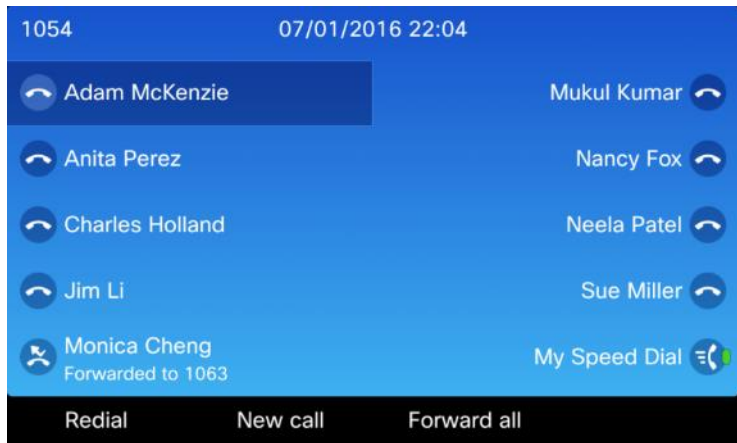 1054 07/01/2016 22:04
Adam McKenzie Mukul Kumar
Anita Perez Nancy Fox
Charles Holland Neela Patel
Jim Li Sue Miller
Monica Cheng My Speed Dial
Forwarded to 1063
Redial New call Forward all